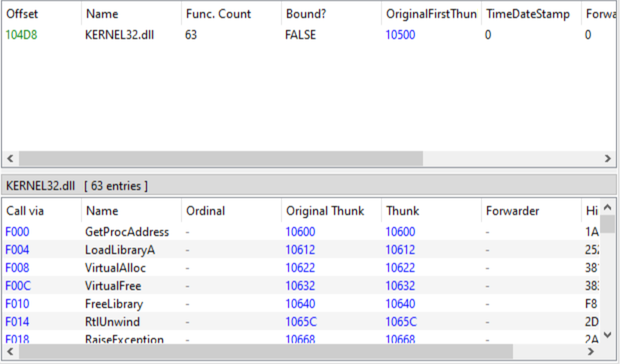 Offset Name Func. Count Bound? OriginalFirstThun TimeDateStamp Forwa
104D8 KERNEL32.dll 63 FALSE 10500 0 0
KERNEL32.dll [ 63 entries ]
Call via Name Ordinal Original Thunk Thunk Forwarder Hi
F000 GetProcAddress - 10600 10600 - 1A
F004 LoadLibraryA - 10612 10612 - 252
F008 VirtualAlloc - 10622 10622 - 381
F00C VirtualFree - 10632 10632 - 383
F010 FreeLibrary - 10640 10640 - F8
F014 RtlUnwind - 1065C 1065C - 2D
F018 RaiseException - 10668 10668 - 2A